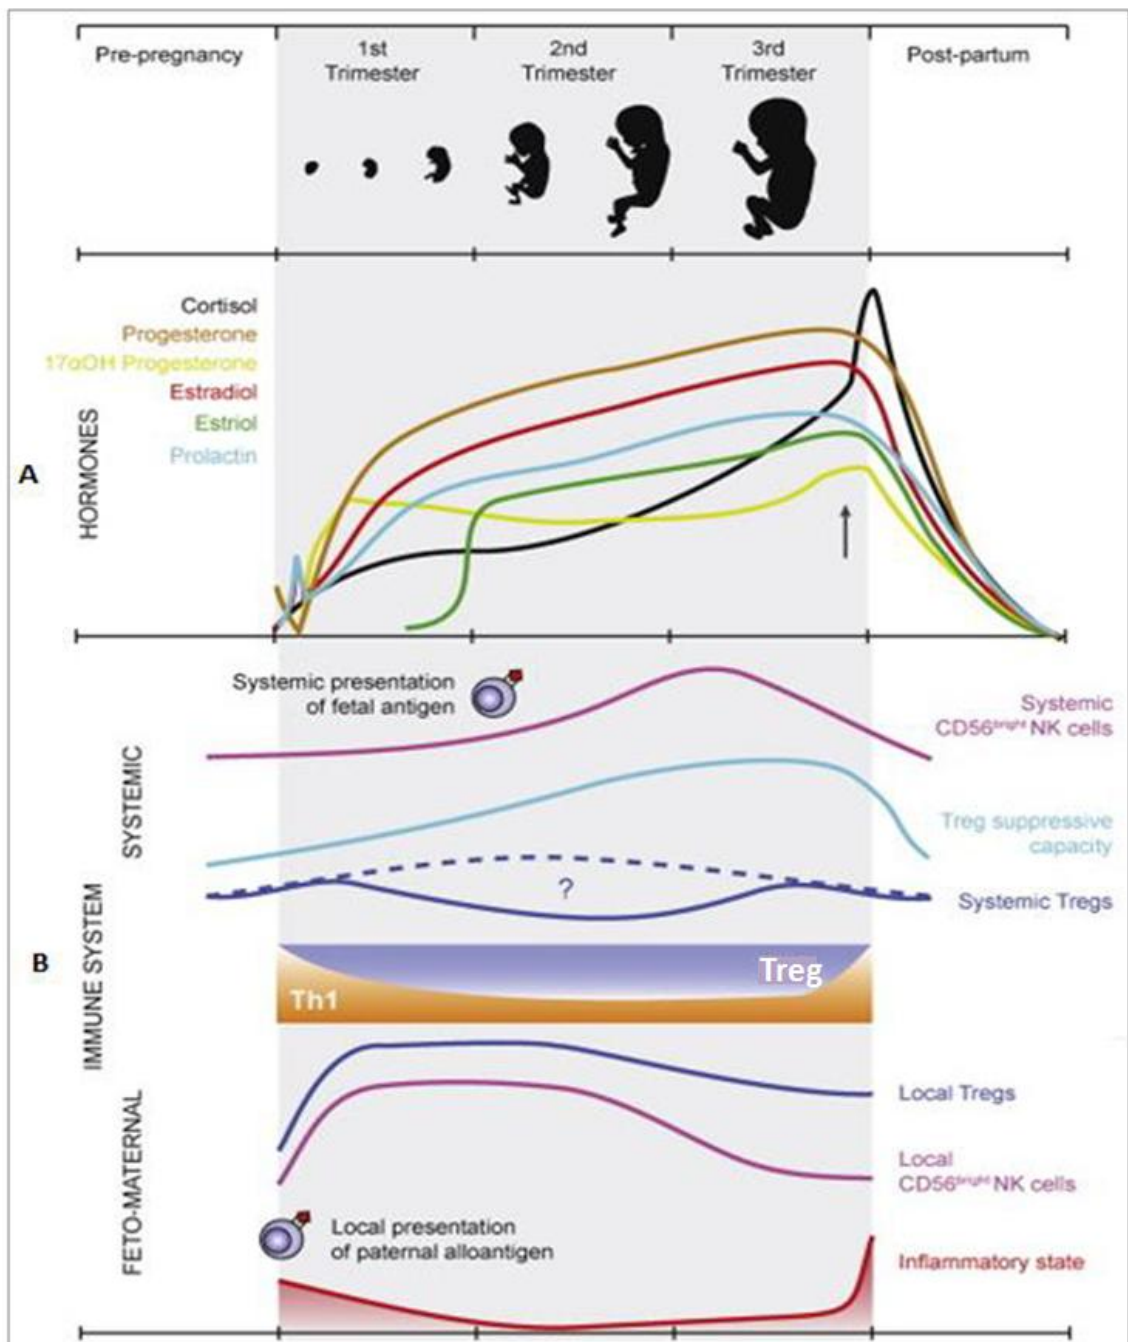 Pre-pregnancy
1st
Trimester
2nd
Trimester
3rd
Trimester
Post-partum
A
HORMONES
Cortisol
Progesterone
17αOH Progesterone
Estradiol
Estriol
Prolactin
B
IMMUNE SYSTEM
SYSTEMIC
Systemic presentation
of fetal antigen
Systemic
CD56bright NK cells
Treg suppressive
capacity
?
Systemic Tregs
Treg
Th1
FETO-MATERNAL
Local Tregs
Local
CD56bright NK cells
Local presentation
of paternal alloantigen
Inflammatory state